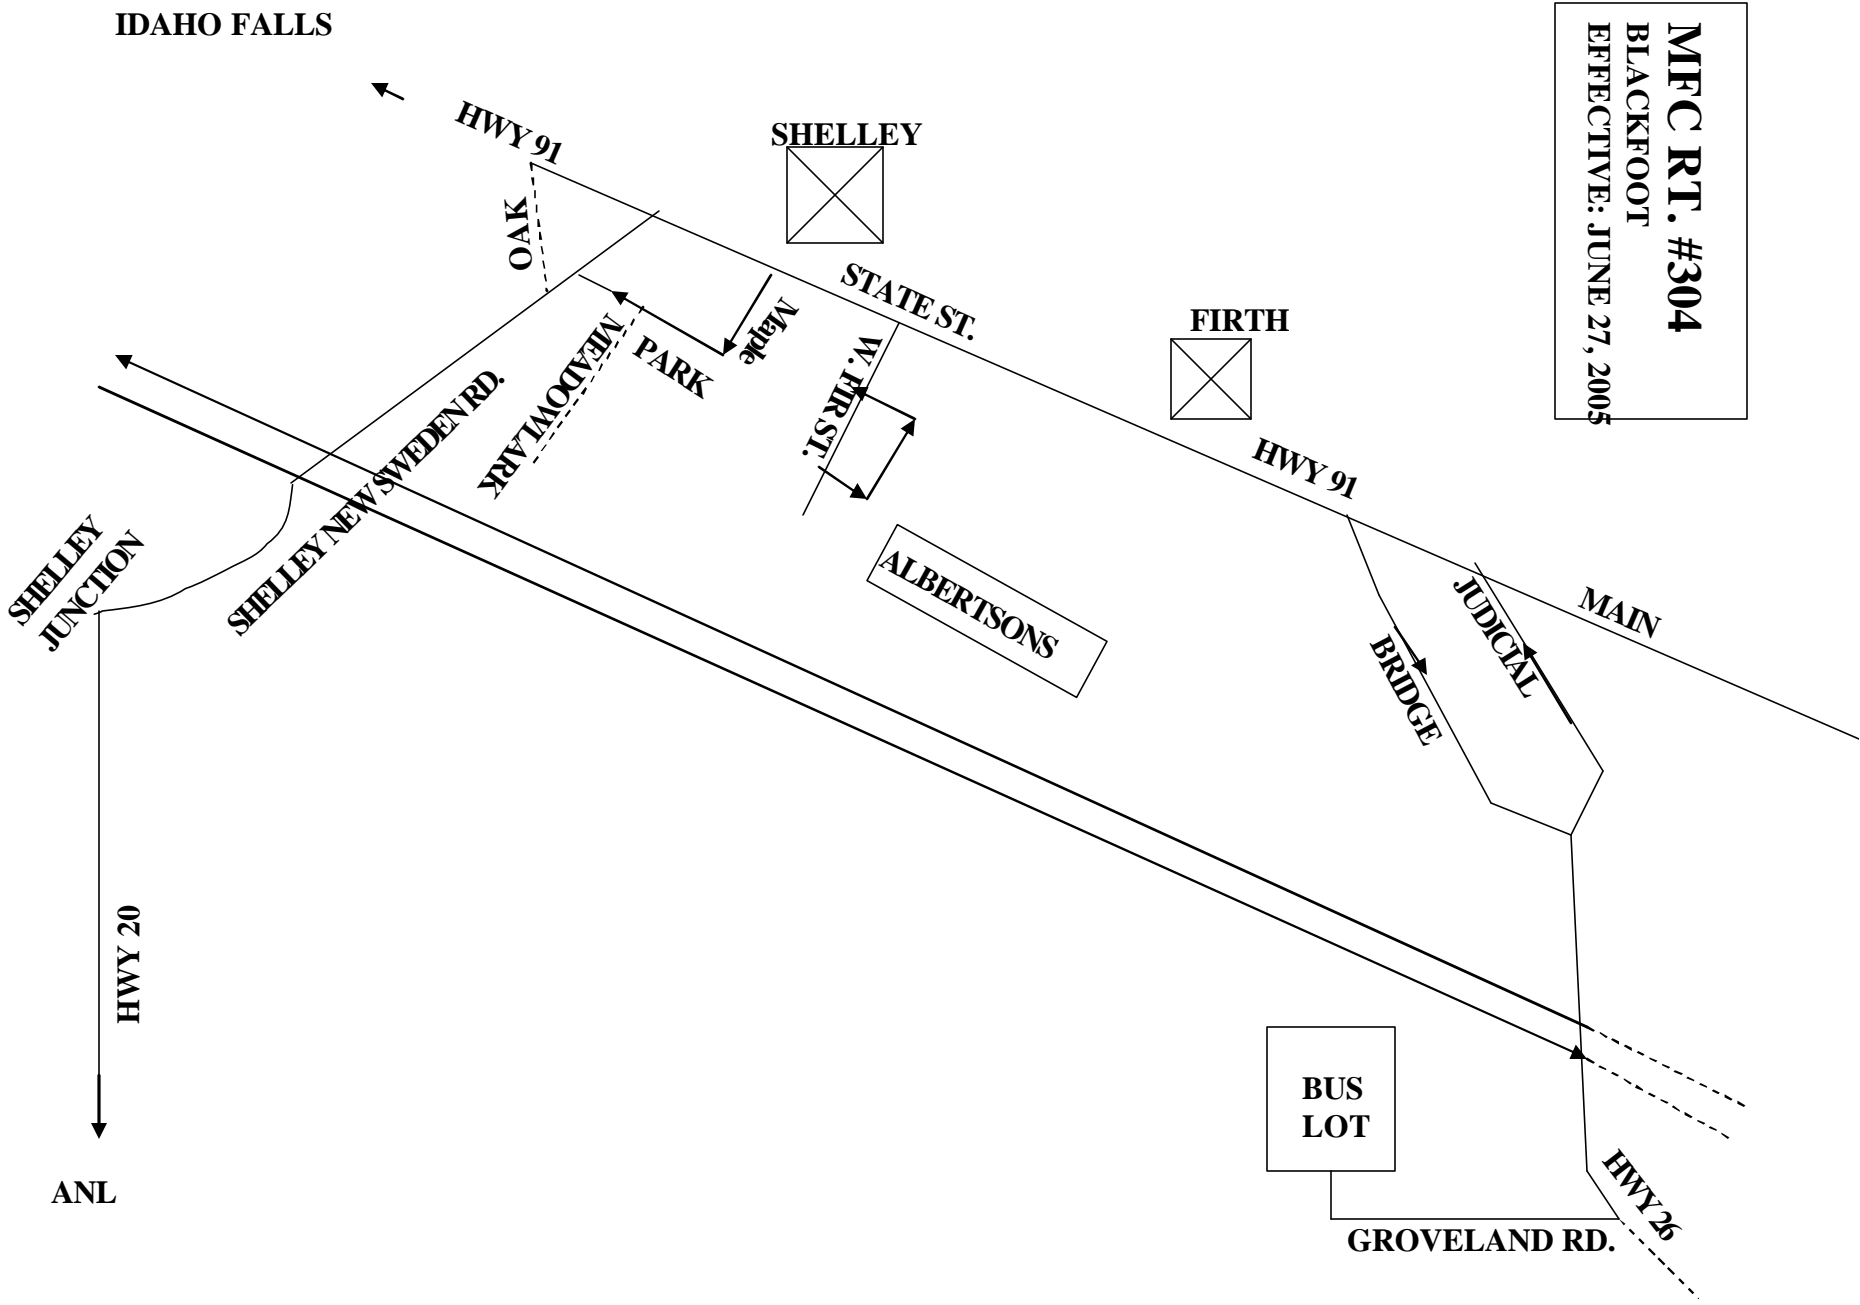 IDAHO FALLS
MFC RT. #304
BLACKFOOT
EFFECTIVE: JUNE 27, 2005
HWY 91
SHELLEY
OAK
STATE ST.
Maple
FIRTH
MEADOWLARK
PARK
W. FIR ST.
SHELLEY NEW SWEDEN RD.
HWY 91
SHELLEY
JUNCTION
ALBERTSONS
JUDICIAL
MAIN
BRIDGE
HWY 20
BUS
LOT
ANL
HWY 26
GROVELAND RD.